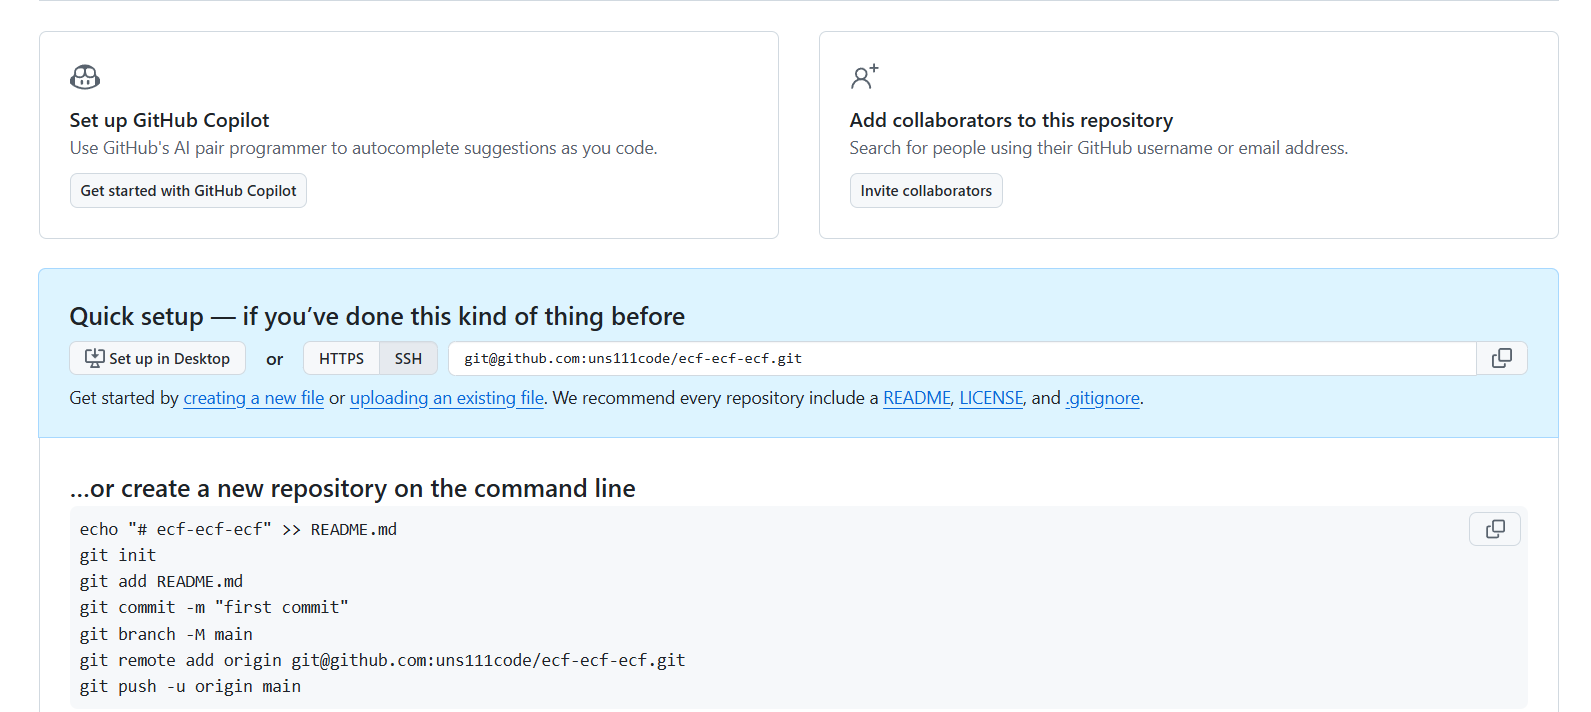 Set up GitHub Copilot
Use GitHub's AI pair programmer to autocomplete suggestions as you code.
Get started with GitHub Copilot
Add collaborators to this repository
Search for people using their GitHub username or email address.
Invite collaborators
Quick setup — if you’ve done this kind of thing before
Set up in Desktop or HTTPS SSH git@github.com:uns111code/ecf-ecf-ecf.git
Get started by creating a new file or uploading an existing file. We recommend every repository include a README, LICENSE, and .gitignore.
…or create a new repository on the command line
echo "# ecf-ecf-ecf" >> README.md
git init
git add README.md
git commit -m "first commit"
git branch -M main
git remote add origin git@github.com:uns111code/ecf-ecf-ecf.git
git push -u origin main